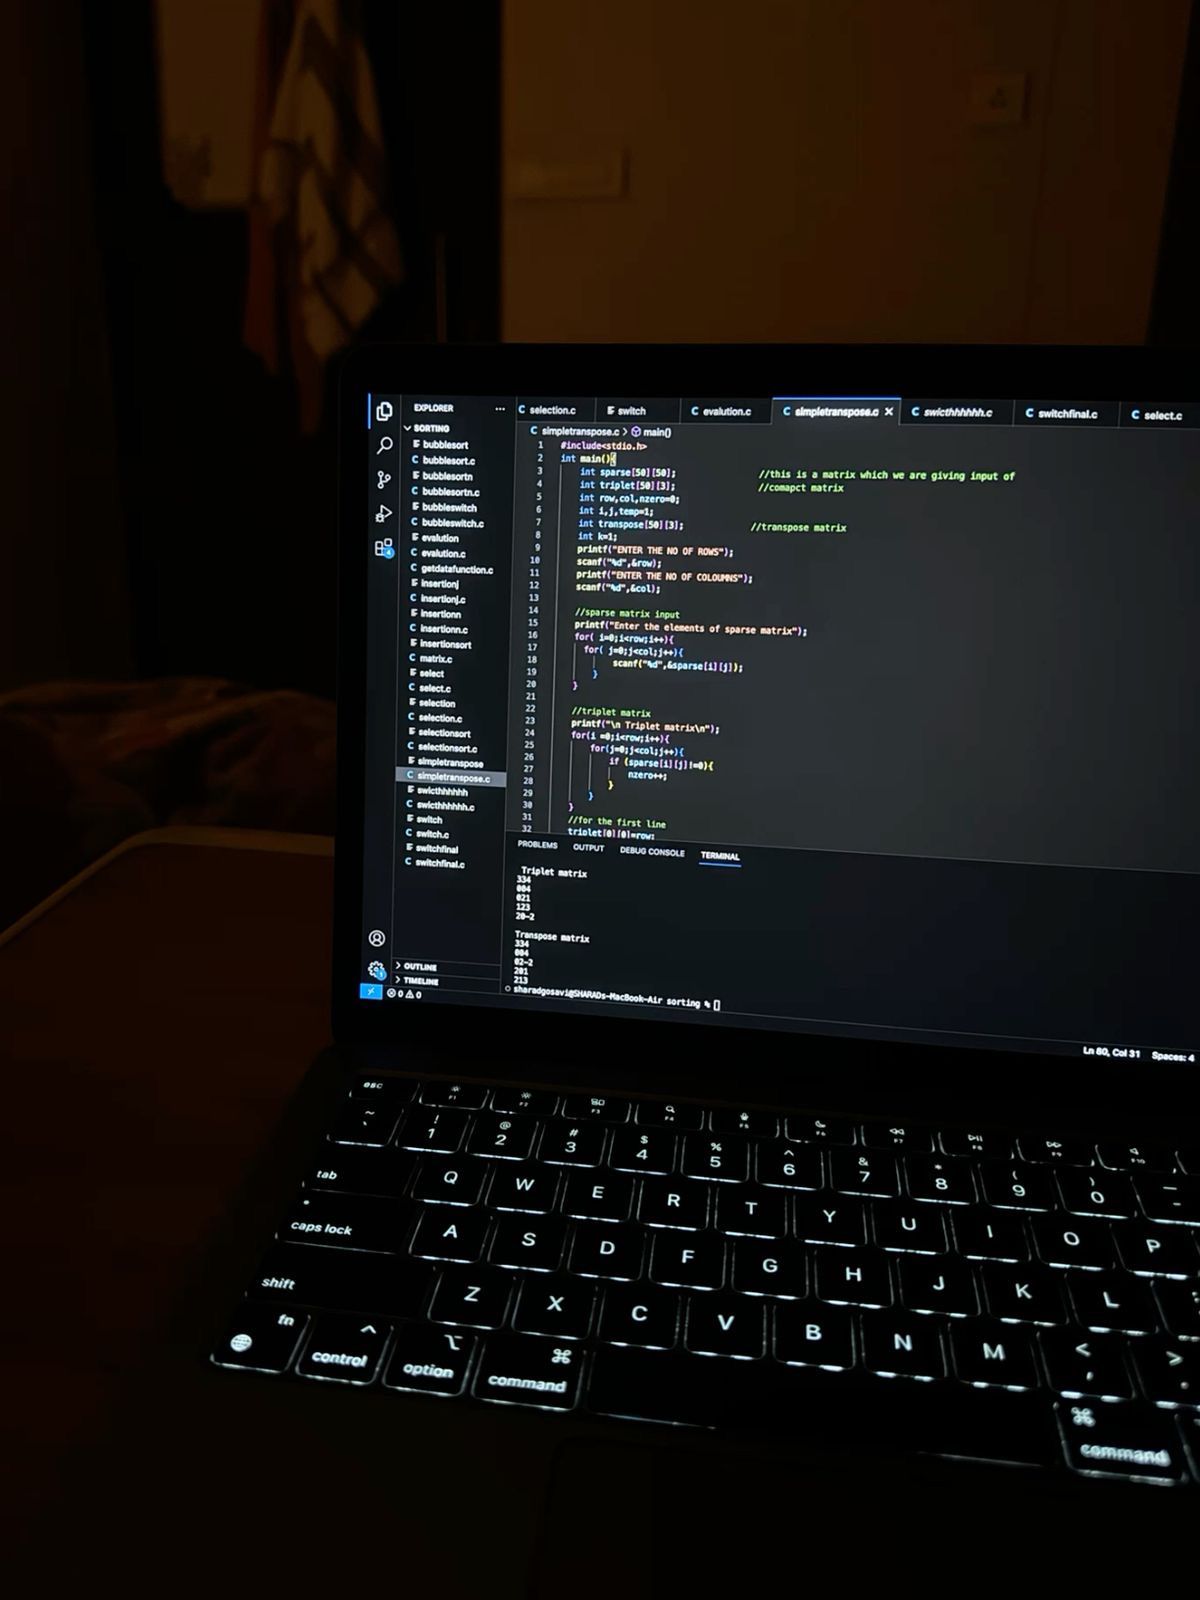 EXPLORER ...
SORTING
bubblesort
C bubblesort.c
bubblesortn
C bubblesortn.c
bubbleswitch
C bubbleswitch.c
evalution
C evalution.c
C getdatafunction.c
insertionj
C insertionj.c
insertionn
C insertionn.c
insertionsort
C matrix.c
select
C select.c
selection
C selection.c
selectionsort
C selectionsort.c
simpletranspose
C simpletranspose.c
swicthhhhhh
C swicthhhhhh.c
switch
C switch.c
switchfinal
C switchfinal.c
OUTLINE
TIMELINE
0 0
C selection.c switch C evalution.c C simpletranspose.c × C swicthhhhhh.c C switchfinal.c C select.c
C simpletranspose.c > main()
1 #include<stdio.h>
2 int main(){
3 int sparse[50][50]; //this is a matrix which we are giving input of
4 int triplet[50][3]; //comapct matrix
5 int row,col,nzero=0;
6 int i,j,temp=1;
7 int transpose[50][3]; //transpose matrix
8 int k=1;
9 printf("ENTER THE NO OF ROWS");
10 scanf("%d",&row);
11 printf("ENTER THE NO OF COLOUMNS");
12 scanf("%d",&col);
13
14 //sparse matrix input
15 printf("Enter the elements of sparse matrix");
16 for( i=0;i<row;i++){
17 for( j=0;j<col;j++){
18 scanf("%d",&sparse[i][j]);
19 }
20 }
21
22 //triplet matrix
23 printf("\n Triplet matrix\n");
24 for(i =0;i<row;i++){
25 for(j=0;j<col;j++){
26 if (sparse[i][j]!=0){
27 nzero++;
28 }
29 }
30 }
31 //for the first line
32 triplet[0][0]=row;
PROBLEMS OUTPUT DEBUG CONSOLE TERMINAL
Triplet matrix
334
004
021
123
20-2
Transpose matrix
334
004
02-2
201
213
sharadgosavi@SHARADs-MacBook-Air sorting %
Ln 60, Col 31 Spaces: 4
esc F1 F2 F3 F4 F5 F6 F7 F8 F9 F10
~ ! @ # $ % ^ & * ( ) —
` 1 2 3 4 5 6 7 8 9 0 -
tab Q W E R T Y U I O P
caps lock A S D F G H J K L
shift Z X C V B N M < , > .
fn control option command command